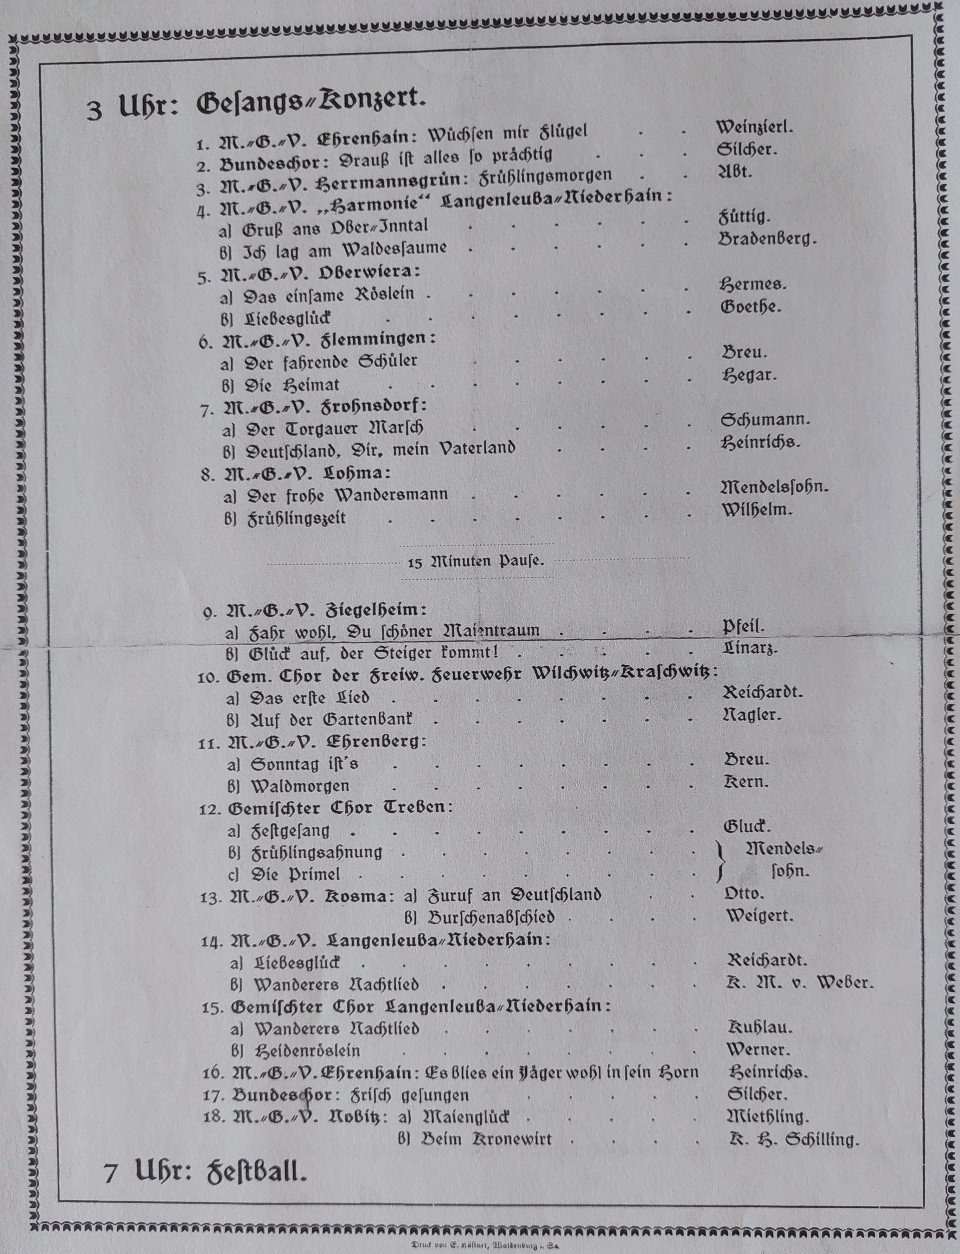 3 Uhr: Gesangs-Konzert.
1. M.-G.-V. Ehrenhain: Wüchsen mir Flügel . . Weinzierl.
2. Bundeschor: Drauß ist alles so prächtig . . . Silcher.
3. M.-G.-V. Herrmannsgrün: Frühlingsmorgen . . Abt.
4. M.-G.-V. „Harmonie“ Langenleuba-Niederhain:
a) Gruß ans Ober-Inntal . . . . . . Füttig.
b) Ich lag am Waldessaume . . . . . . Bradenberg.
5. M.-G.-V. Oberwiera:
a) Das einsame Röslein . . . . . . . Hermes.
b) Liebesglück . . . . . . . . Goethe.
6. M.-G.-V. Flemmingen:
a) Der fahrende Schüler . . . . . . Breu.
b) Die Heimat . . . . . . . . Hegar.
7. M.-G.-V. Frohnsdorf:
a) Der Torgauer Marsch . . . . . . Schumann.
b) Deutschland, Dir, mein Vaterland . . . Heinrichs.
8. M.-G.-V. Lohma:
a) Der frohe Wandersmann . . . . . . Mendelssohn.
b) Frühlingszeit . . . . . . . . Wilhelm.
15 Minuten Pause.
9. M.-G.-V. Ziegelheim:
a) Fahr wohl, Du schöner Maientraum . . . . Pfeil.
b) Glück auf, der Steiger kommt! . . . . . Linarz.
10. Gem. Chor der Freiw. Feuerwehr Wilchwitz-Kraschwitz:
a) Das erste Lied . . . . . . . . Reichardt.
b) Auf der Gartenbank . . . . . . . Nagler.
11. M.-G.-V. Ehrenberg:
a) Sonntag ist's . . . . . . . . Breu.
b) Waldmorgen . . . . . . . . Kern.
12. Gemischter Chor Treben:
a) Festgesang . . . . . . . . . Gluck.
b) Frühlingsahnung . . . . . . . . } Mendels-
c) Die Primel . . . . . . . . . sohn.
13. M.-G.-V. Kosma: a) Zuruf an Deutschland . . Otto.
b) Burschenabschied . . . . Weigert.
14. M.-G.-V. Langenleuba-Niederhain:
a) Liebesglück . . . . . . . . . Reichardt.
b) Wanderers Nachtlied . . . . . . . K. M. v. Weber.
15. Gemischter Chor Langenleuba-Niederhain:
a) Wanderers Nachtlied . . . . . . . Kuhlau.
b) Heidenröslein . . . . . . . . Werner.
16. M.-G.-V. Ehrenhain: Es blies ein Jäger wohl in sein Horn Heinrichs.
17. Bundeschor: Frisch gesungen . . . . . Silcher.
18. M.-G.-V. Nobitz: a) Maienglück . . . . . Miethling.
b) Beim Kronewirt . . . . K. H. Schilling.
7 Uhr: Festball.
Druck von E. Kästner, Waldenburg i. Sa.